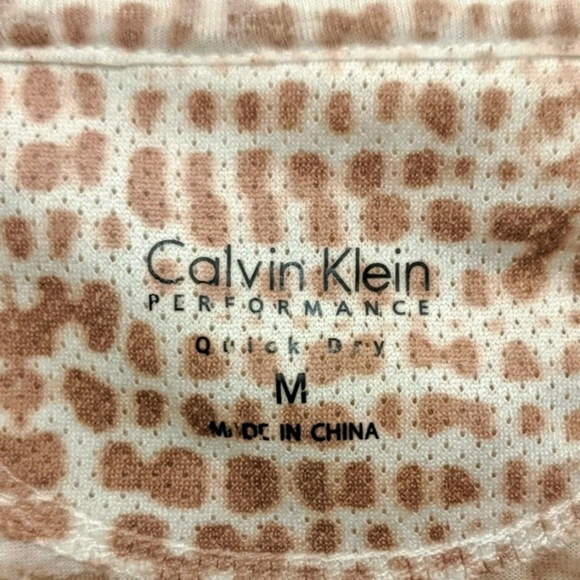 Calvin Klein
PERFORMANCE
Quick Dry
M
MADE IN CHINA